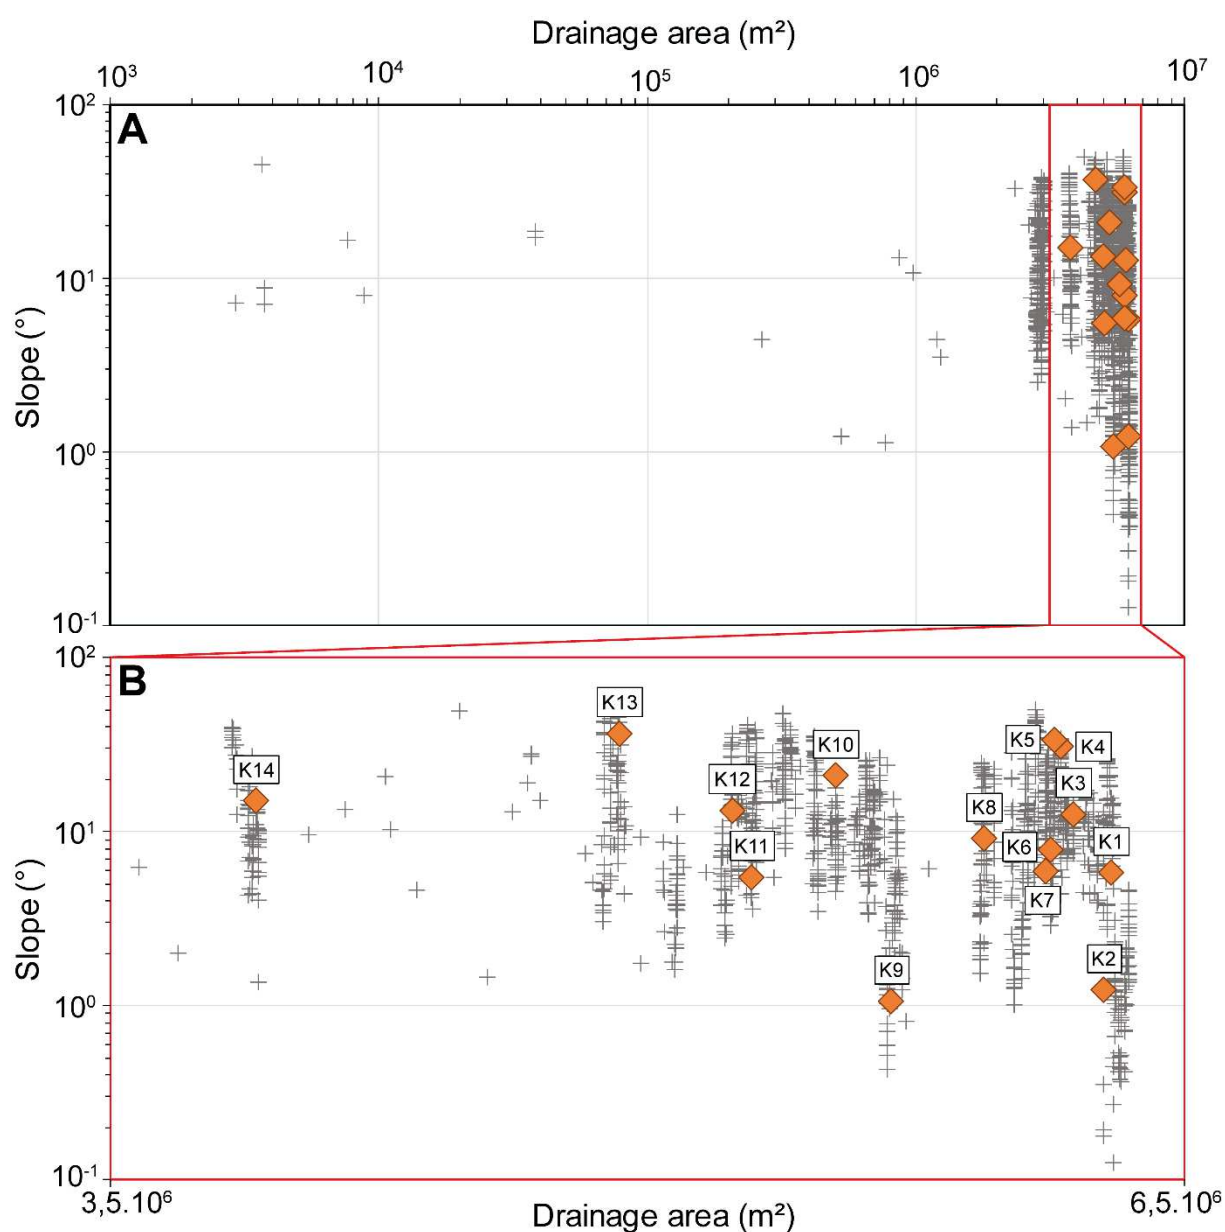 Drainage area (m²)
10³ 10⁴ 10⁵ 10⁶ 10⁷
A
10²
10¹
10⁰
10⁻¹
Slope (°)
B
10²
10¹
10⁰
10⁻¹
Slope (°)
K13
K5
K4
K10
K14
K12
K3
K8
K11
K6
K1
K7
K9
K2
3,5.10⁶ 6,5.10⁶
Drainage area (m²)